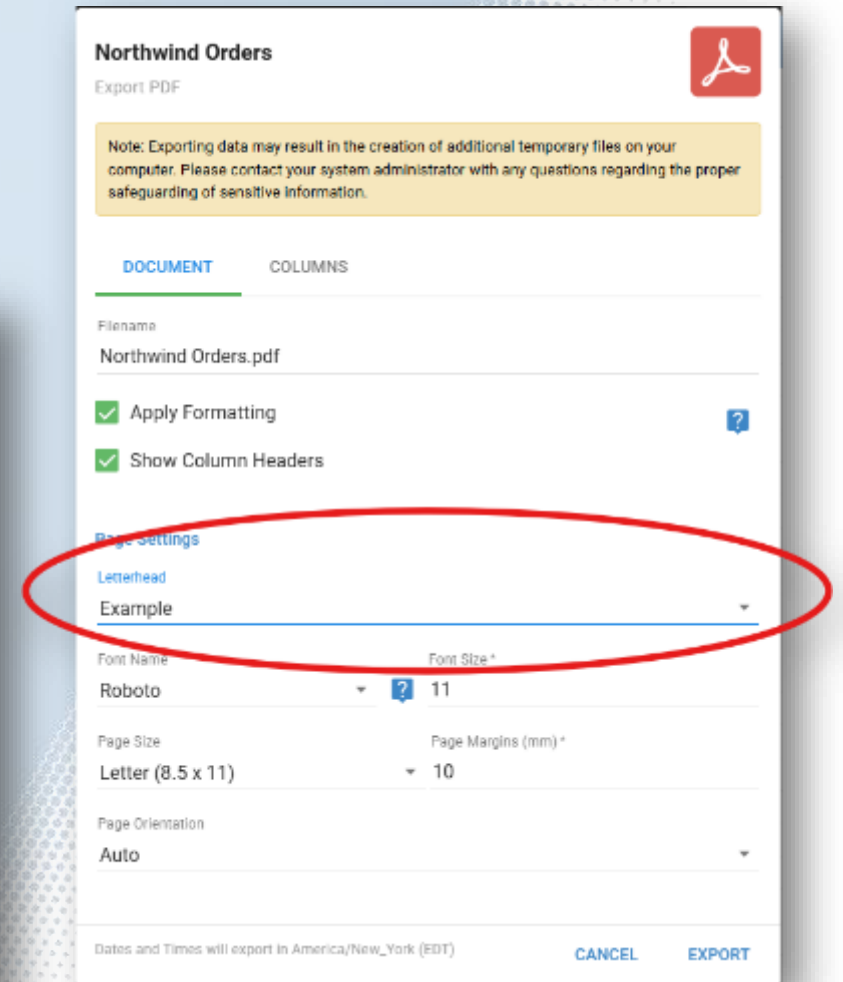 Northwind Orders
Export PDF
Note: Exporting data may result in the creation of additional temporary files on your
computer. Please contact your system administrator with any questions regarding the proper
safeguarding of sensitive information.
DOCUMENT COLUMNS
Filename
Northwind Orders.pdf
Apply Formatting
?
Show Column Headers
Page Settings
Letterhead
Example
Font Name Font Size *
Roboto ? 11
Page Size Page Margins (mm) *
Letter (8.5 x 11) 10
Page Orientation
Auto
Dates and Times will export in America/New_York (EDT) CANCEL EXPORT